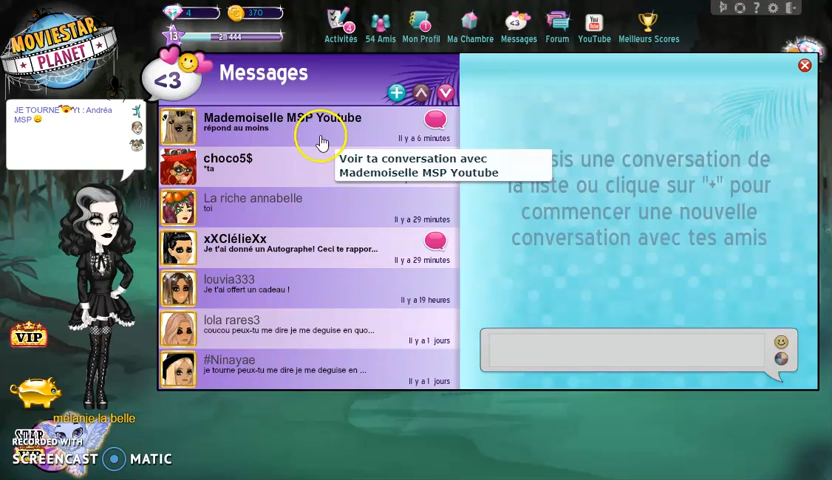 MOVIESTAR
PLANET
4
370
13
Activités
54 Amis
Mon Profil
Ma Chambre
Messages
Forum
YouTube
Meilleurs Scores
<3
Messages
JE TOURNE Yt : Andréa
MSP
Mademoiselle MSP Youtube
répond au moins
Il y a 6 minutes
choco5$
"ta
Voir ta conversation avec
Mademoiselle MSP Youtube
La riche annabelle
toi
Il y a 29 minutes
xXClélieXx
Je t'ai donné un Autographe! Ceci te rappor...
Il y a 29 minutes
louvia333
Je t'ai offert un cadeau !
Il y a 19 heures
lola rares3
coucou peux-tu me dire je me deguise en quo...
Il y a 1 jours
#Ninayae
je tourne peux-tu me dire je me deguise en ...
Il y a 1 jours
une conversation de
la liste ou clique sur "+" pour
commencer une nouvelle
conversation avec tes amis
VIP
mélanie la belle
RECORDED WITH
SCREENCAST MATIC